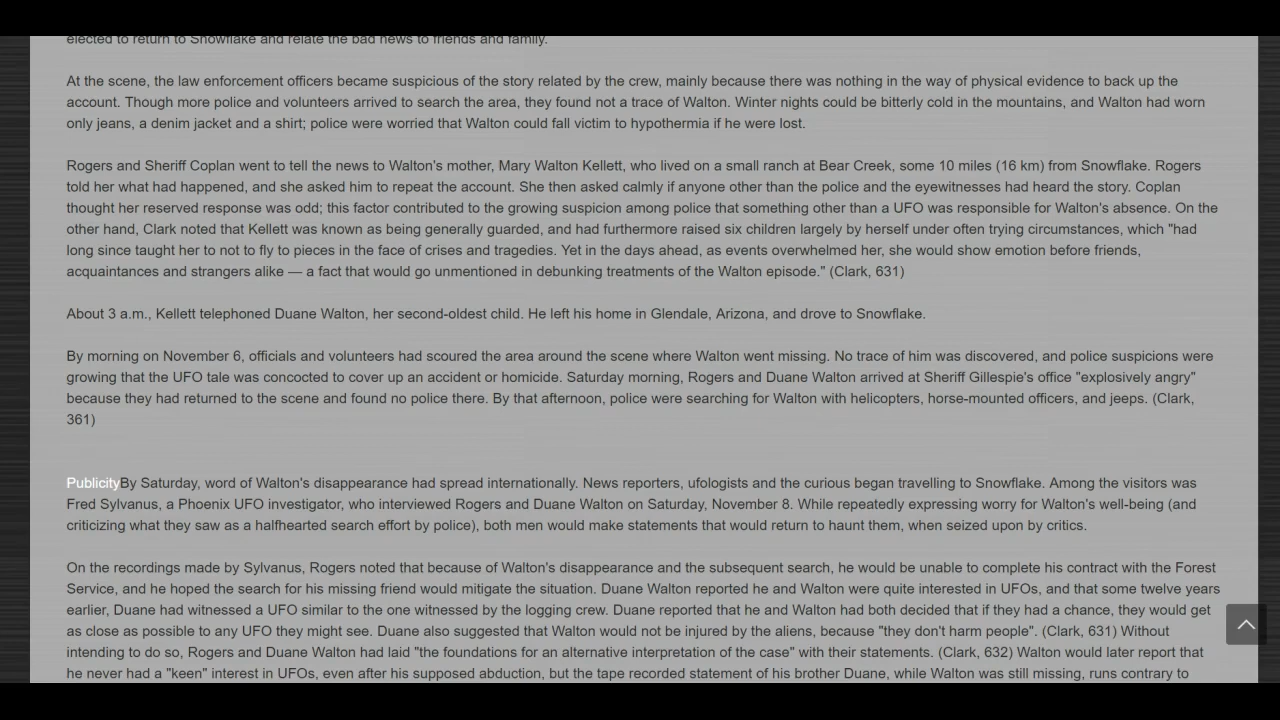 elected to return to Snowflake and relate the bad news to friends and family.
At the scene, the law enforcement officers became suspicious of the story related by the crew, mainly because there was nothing in the way of physical evidence to back up the
account. Though more police and volunteers arrived to search the area, they found not a trace of Walton. Winter nights could be bitterly cold in the mountains, and Walton had worn
only jeans, a denim jacket and a shirt; police were worried that Walton could fall victim to hypothermia if he were lost.
Rogers and Sheriff Coplan went to tell the news to Walton's mother, Mary Walton Kellett, who lived on a small ranch at Bear Creek, some 10 miles (16 km) from Snowflake. Rogers
told her what had happened, and she asked him to repeat the account. She then asked calmly if anyone other than the police and the eyewitnesses had heard the story. Coplan
thought her reserved response was odd; this factor contributed to the growing suspicion among police that something other than a UFO was responsible for Walton's absence. On the
other hand, Clark noted that Kellett was known as being generally guarded, and had furthermore raised six children largely by herself under often trying circumstances, which "had
long since taught her to not to fly to pieces in the face of crises and tragedies. Yet in the days ahead, as events overwhelmed her, she would show emotion before friends,
acquaintances and strangers alike — a fact that would go unmentioned in debunking treatments of the Walton episode." (Clark, 631)
About 3 a.m., Kellett telephoned Duane Walton, her second-oldest child. He left his home in Glendale, Arizona, and drove to Snowflake.
By morning on November 6, officials and volunteers had scoured the area around the scene where Walton went missing. No trace of him was discovered, and police suspicions were
growing that the UFO tale was concocted to cover up an accident or homicide. Saturday morning, Rogers and Duane Walton arrived at Sheriff Gillespie's office "explosively angry"
because they had returned to the scene and found no police there. By that afternoon, police were searching for Walton with helicopters, horse-mounted officers, and jeeps. (Clark,
361)
PublicityBy Saturday, word of Walton's disappearance had spread internationally. News reporters, ufologists and the curious began travelling to Snowflake. Among the visitors was
Fred Sylvanus, a Phoenix UFO investigator, who interviewed Rogers and Duane Walton on Saturday, November 8. While repeatedly expressing worry for Walton's well-being (and
criticizing what they saw as a halfhearted search effort by police), both men would make statements that would return to haunt them, when seized upon by critics.
On the recordings made by Sylvanus, Rogers noted that because of Walton's disappearance and the subsequent search, he would be unable to complete his contract with the Forest
Service, and he hoped the search for his missing friend would mitigate the situation. Duane Walton reported he and Walton were quite interested in UFOs, and that some twelve years
earlier, Duane had witnessed a UFO similar to the one witnessed by the logging crew. Duane reported that he and Walton had both decided that if they had a chance, they would get
as close as possible to any UFO they might see. Duane also suggested that Walton would not be injured by the aliens, because "they don't harm people". (Clark, 631) Without
intending to do so, Rogers and Duane Walton had laid "the foundations for an alternative interpretation of the case" with their statements. (Clark, 632) Walton would later report that
he never had a "keen" interest in UFOs, even after his supposed abduction, but the tape recorded statement of his brother Duane, while Walton was still missing, runs contrary to